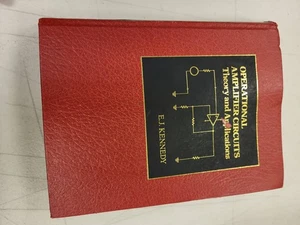 OPERATIONAL
AMPLIFIER CIRCUITS
Theory and Applications
E.J. KENNEDY